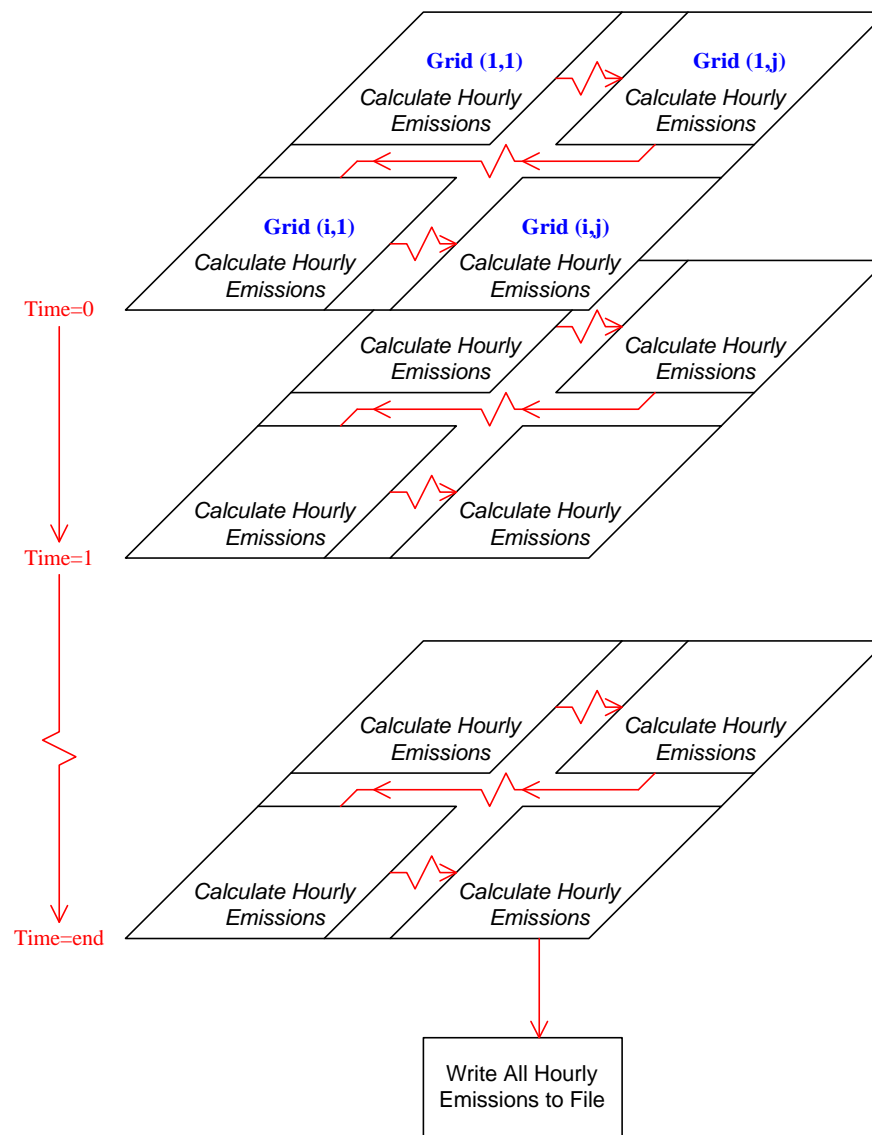 Grid (1,1)
Grid (1,j)
Calculate Hourly
Emissions
Calculate Hourly
Emissions
Grid (i,1)
Grid (i,j)
Calculate Hourly
Emissions
Calculate Hourly
Emissions
Time=0
Calculate Hourly
Emissions
Calculate Hourly
Emissions
Calculate Hourly
Emissions
Calculate Hourly
Emissions
Time=1
Calculate Hourly
Emissions
Calculate Hourly
Emissions
Calculate Hourly
Emissions
Calculate Hourly
Emissions
Time=end
Write All Hourly
Emissions to File